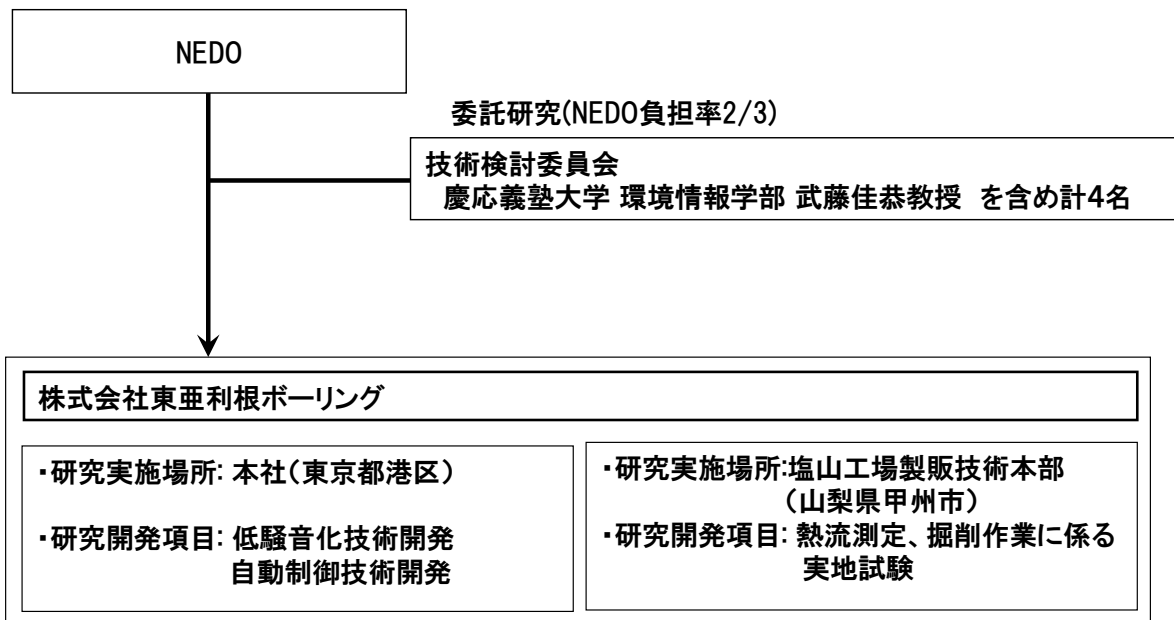 NEDO
委託研究(NEDO負担率2/3)
技術検討委員会
慶応義塾大学 環境情報学部 武藤佳恭教授 を含め計4名
株式会社東亜利根ボーリング
・研究実施場所: 本社(東京都港区)
・研究開発項目: 低騒音化技術開発
自動制御技術開発
・研究実施場所:塩山工場製販技術本部
(山梨県甲州市)
・研究開発項目: 熱流測定、掘削作業に係る
実地試験